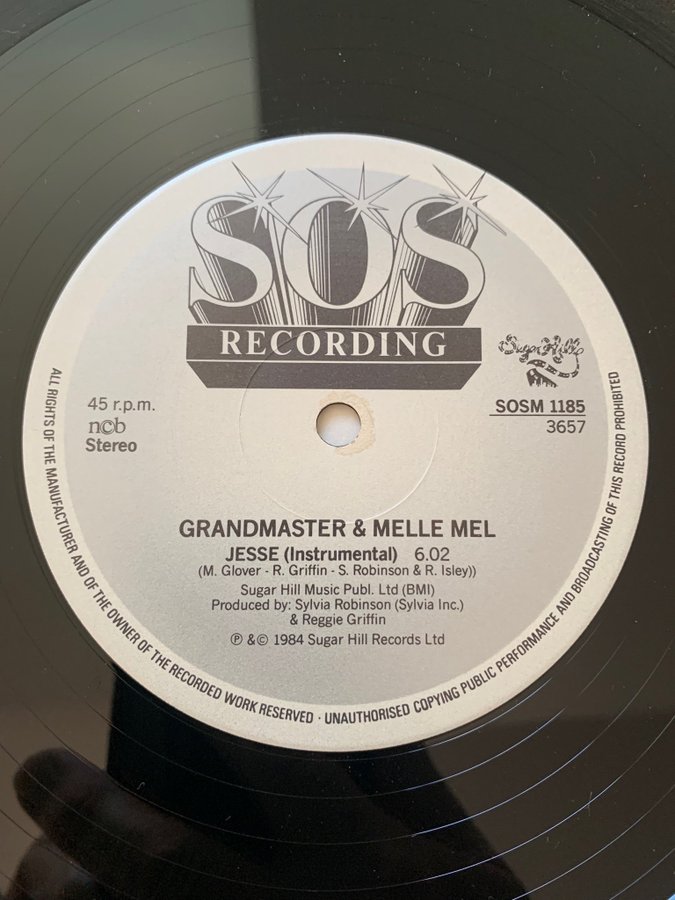 SOS
RECORDING
Sugar Hill
45 r.p.m.
ncb
Stereo
SOSM 1185
3657
GRANDMASTER & MELLE MEL
JESSE (Instrumental) 6.02
(M. Glover - R. Griffin - S. Robinson & R. Isley))
Sugar Hill Music Publ. Ltd (BMI)
Produced by: Sylvia Robinson (Sylvia Inc.)
& Reggie Griffin
℗ &© 1984 Sugar Hill Records Ltd
ALL RIGHTS OF THE MANUFACTURER AND OF THE OWNER OF THE RECORDED WORK RESERVED · UNAUTHORISED COPYING PUBLIC PERFORMANCE AND BROADCASTING OF THIS RECORD PROHIBITED